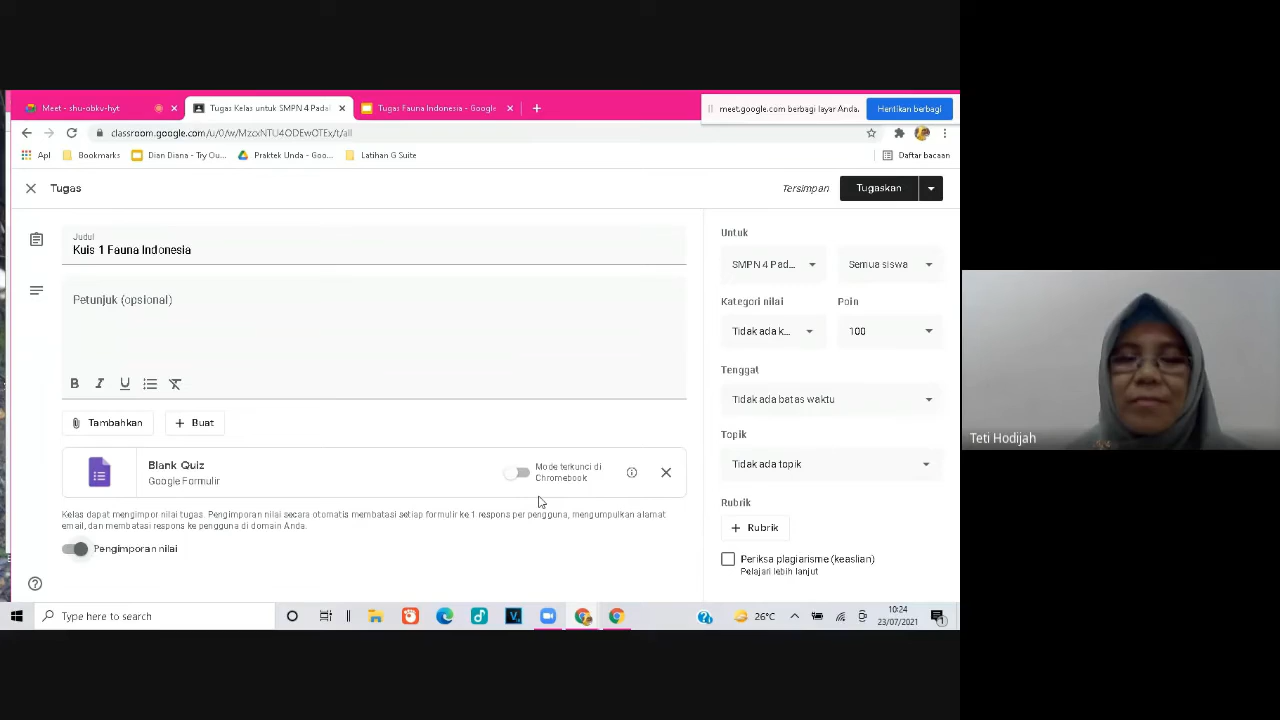 Meet - shu-obkv-hyt
Tugas Kelas untuk SMPN 4 Padal
Tugas Fauna Indonesia - Google
meet.google.com berbagi layar Anda.
Hentikan berbagi
Apl
Bookmarks
Dian Diana - Try Ou...
Praktek Unda - Goo...
Latihan G Suite
Daftar bacaan
Tugas
Tersimpan
Tugaskan
Judul
Kuis 1 Fauna Indonesia
Petunjuk (opsional)
B I U
Tambahkan
Buat
Blank Quiz
Google Formulir
Mode terkunci di
Chromebook
Kelas dapat mengimpor nilai tugas. Pengimporan nilai secara otomatis membatasi setiap formulir ke 1 respons per pengguna, mengumpulkan alamat
email, dan membatasi respons ke pengguna di domain Anda.
Pengimporan nilai
Untuk
SMPN 4 Pad...
Semua siswa
Kategori nilai
Poin
Tidak ada k...
100
Tenggat
Tidak ada batas waktu
Topik
Tidak ada topik
Rubrik
+ Rubrik
Periksa plagiarisme (keaslian)
Pelajari lebih lanjut
Teti Hodijah
Type here to search
26°C
10:24
23/07/2021